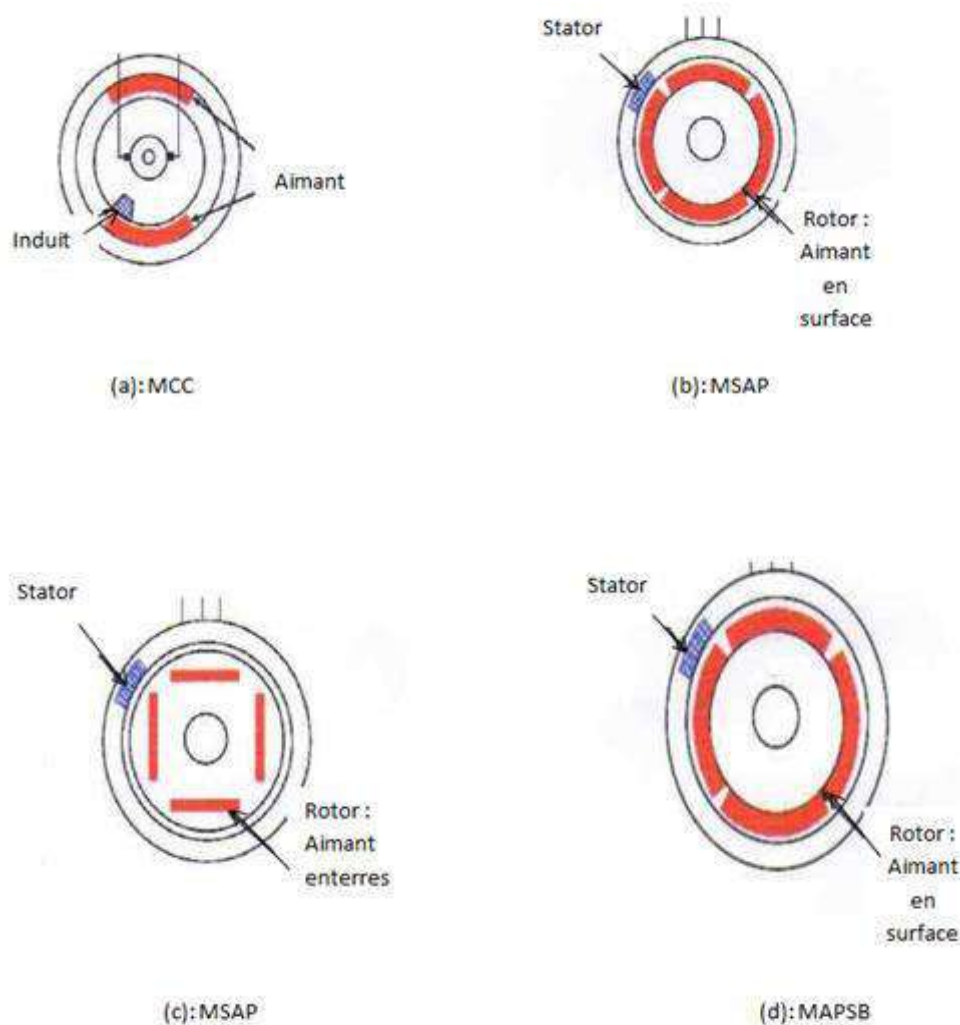 Aimant
Induit
(a): MCC
Stator
Rotor :
Aimant
en
surface
(b): MSAP
Stator
Rotor :
Aimant
enterres
(c): MSAP
Stator
Rotor :
Aimant
en
surface
(d): MAPSB